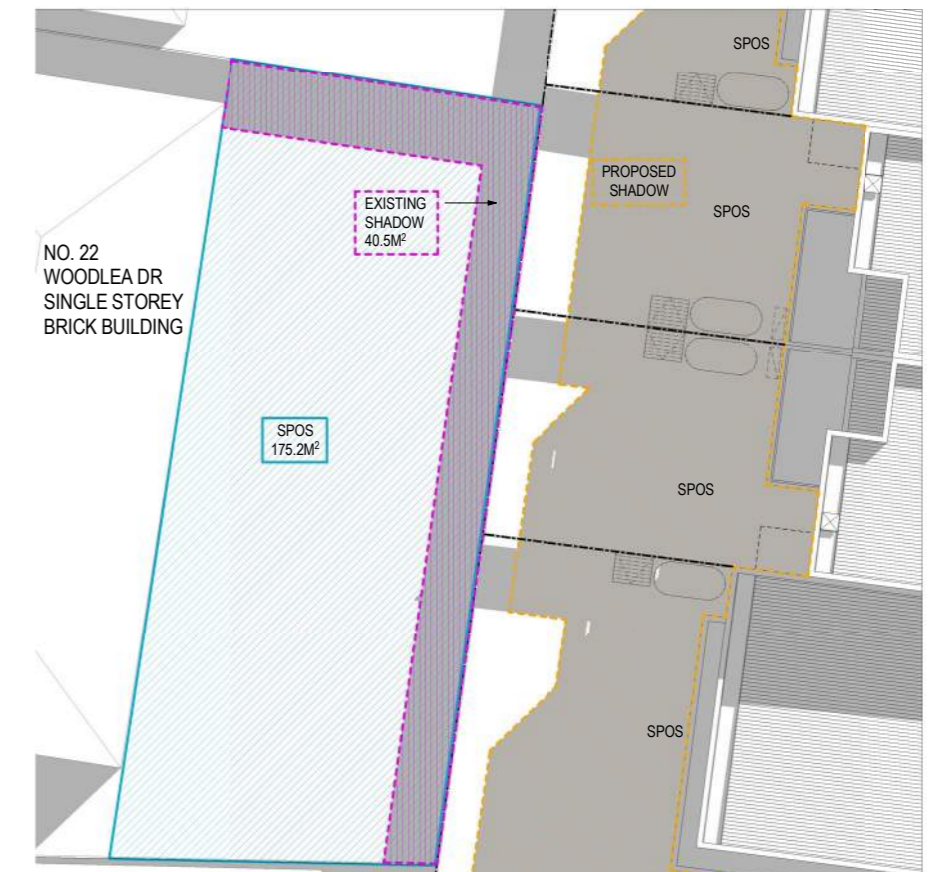 SPOS
PROPOSED
SHADOW
EXISTING
SHADOW
40.5M²
SPOS
NO. 22
WOODLEA DR
SINGLE STOREY
BRICK BUILDING
SPOS
175.2M²
SPOS
SPOS